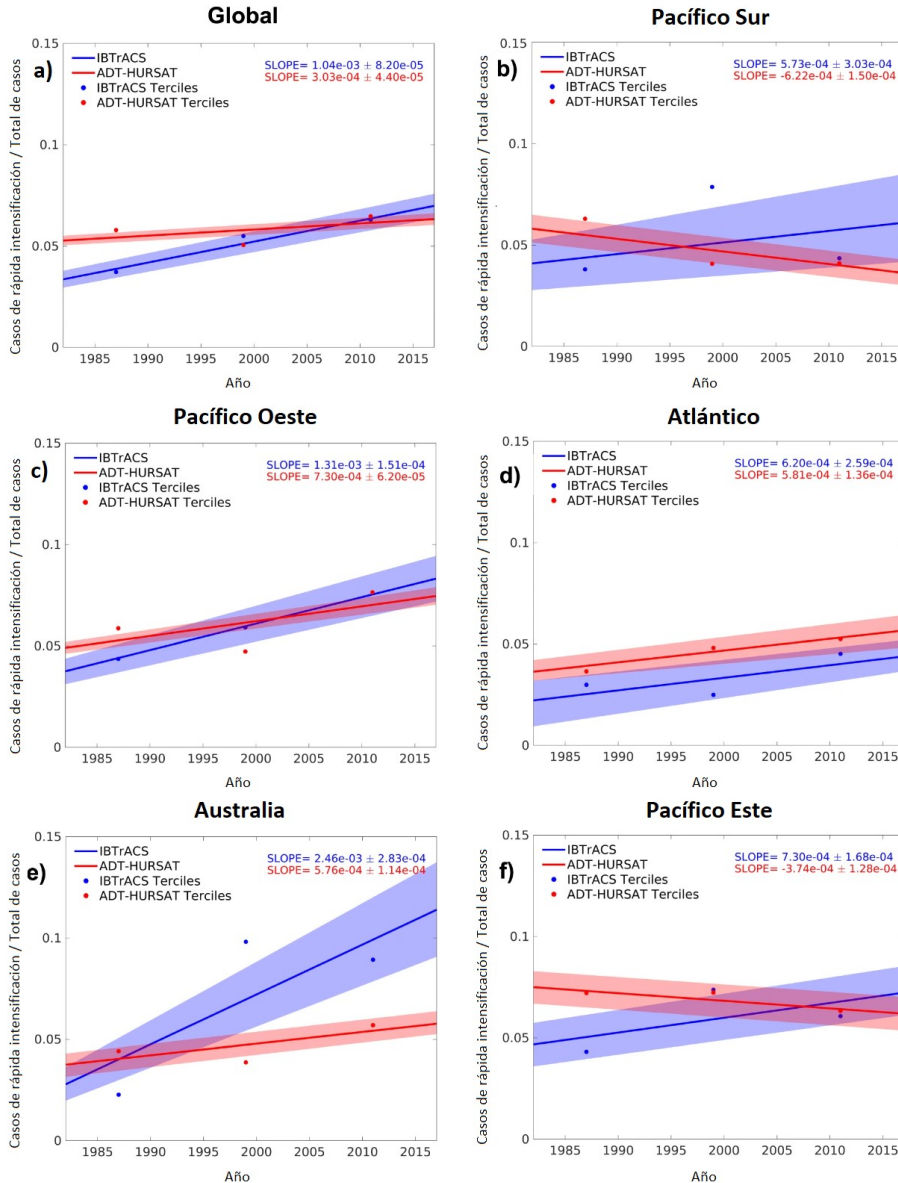 Global
a)
IBTrACS
ADT-HURSAT
IBTrACS Terciles
ADT-HURSAT Terciles
SLOPE= 1.04e-03 ± 8.20e-05
SLOPE= 3.03e-04 ± 4.40e-05
Casos de rápida intensificación / Total de casos
0.15
0.1
0.05
0
1985 1990 1995 2000 2005 2010 2015
Año
Pacífico Sur
b)
IBTrACS
ADT-HURSAT
IBTrACS Terciles
ADT-HURSAT Terciles
SLOPE= 5.73e-04 ± 3.03e-04
SLOPE= -6.22e-04 ± 1.50e-04
Casos de rápida intensificación / Total de casos
0.15
0.1
0.05
0
1985 1990 1995 2000 2005 2010 2015
Año
Pacífico Oeste
c)
IBTrACS
ADT-HURSAT
IBTrACS Terciles
ADT-HURSAT Terciles
SLOPE= 1.31e-03 ± 1.51e-04
SLOPE= 7.30e-04 ± 6.20e-05
Casos de rápida intensificación / Total de casos
0.15
0.1
0.05
0
1985 1990 1995 2000 2005 2010 2015
Año
Atlántico
d)
IBTrACS
ADT-HURSAT
IBTrACS Terciles
ADT-HURSAT Terciles
SLOPE= 6.20e-04 ± 2.59e-04
SLOPE= 5.81e-04 ± 1.36e-04
Casos de rápida intensificación / Total de casos
0.15
0.1
0.05
0
1985 1990 1995 2000 2005 2010 2015
Año
Australia
e)
IBTrACS
ADT-HURSAT
IBTrACS Terciles
ADT-HURSAT Terciles
SLOPE= 2.46e-03 ± 2.83e-04
SLOPE= 5.76e-04 ± 1.14e-04
Casos de rápida intensificación / Total de casos
0.15
0.1
0.05
0
1985 1990 1995 2000 2005 2010 2015
Año
Pacífico Este
f)
IBTrACS
ADT-HURSAT
IBTrACS Terciles
ADT-HURSAT Terciles
SLOPE= 7.30e-04 ± 1.68e-04
SLOPE= -3.74e-04 ± 1.28e-04
Casos de rápida intensificación / Total de casos
0.15
0.1
0.05
0
1985 1990 1995 2000 2005 2010 2015
Año